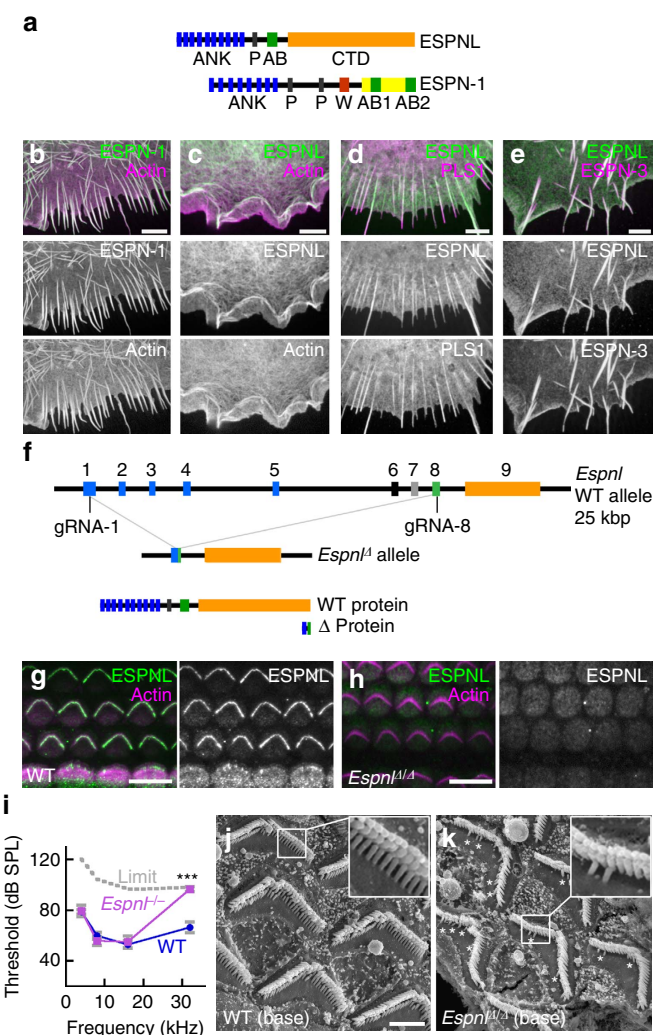 a
ESPNL
ANK P AB CTD
ESPN-1
ANK P P W AB1 AB2
b ESPN-1 Actin
c ESPNL Actin
d ESPNL PLS1
e ESPNL ESPN-3
ESPN-1 ESPNL ESPNL ESPNL
Actin Actin PLS1 ESPN-3
f
1 2 3 4 5 6 7 8 9
Espnl
WT allele
25 kbp
gRNA-1 gRNA-8
EspnlΔ allele
WT protein
Δ Protein
g ESPNL Actin WT
ESPNL
h ESPNL Actin EspnlΔ/Δ
ESPNL
i
Threshold (dB SPL)
120
80
40
Limit
***
Espnl–/–
WT
0 10 20 30
Frequency (kHz)
j
WT (base)
k
EspnlΔ/Δ (base)